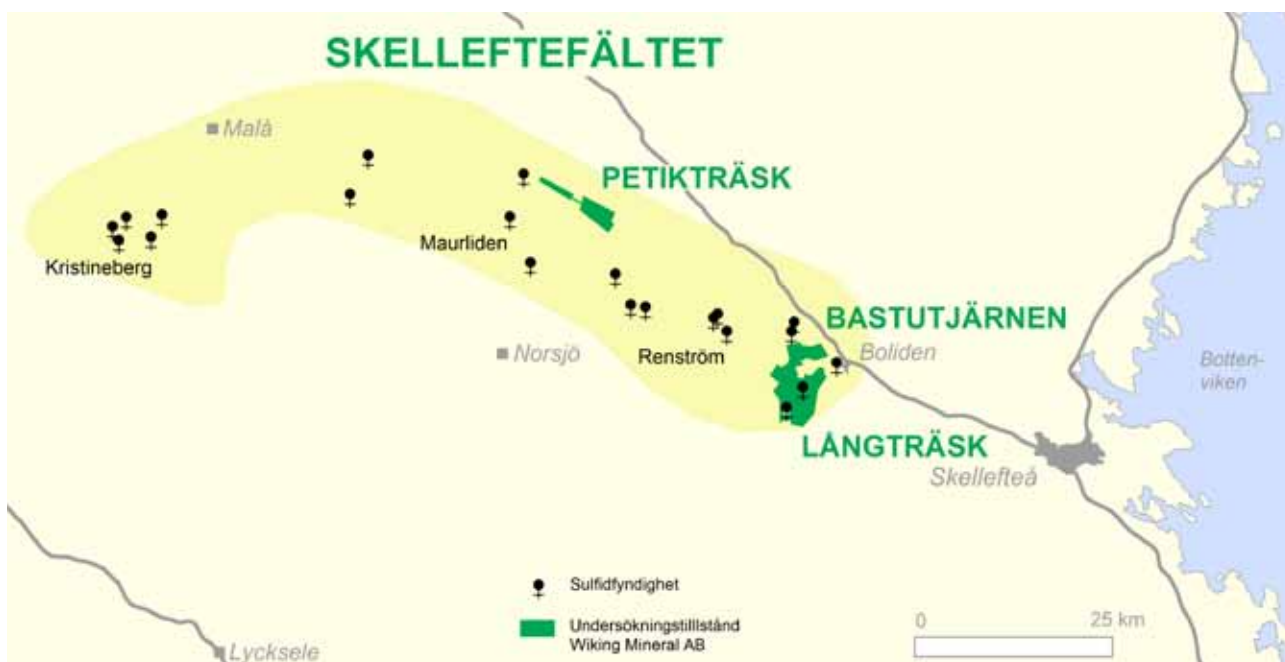 SKELLEFTEFÄLTET
Malå
PETIKTRÄSK
Maurliden
Kristineberg
BASTUTJÄRNEN
Norsjö
Renström
Boliden
Botten-
viken
LÅNGTRÄSK
Skellefteå
Sulfidfyndighet
0 25 km
Undersökningstilllstånd
Wiking Mineral AB
Lycksele